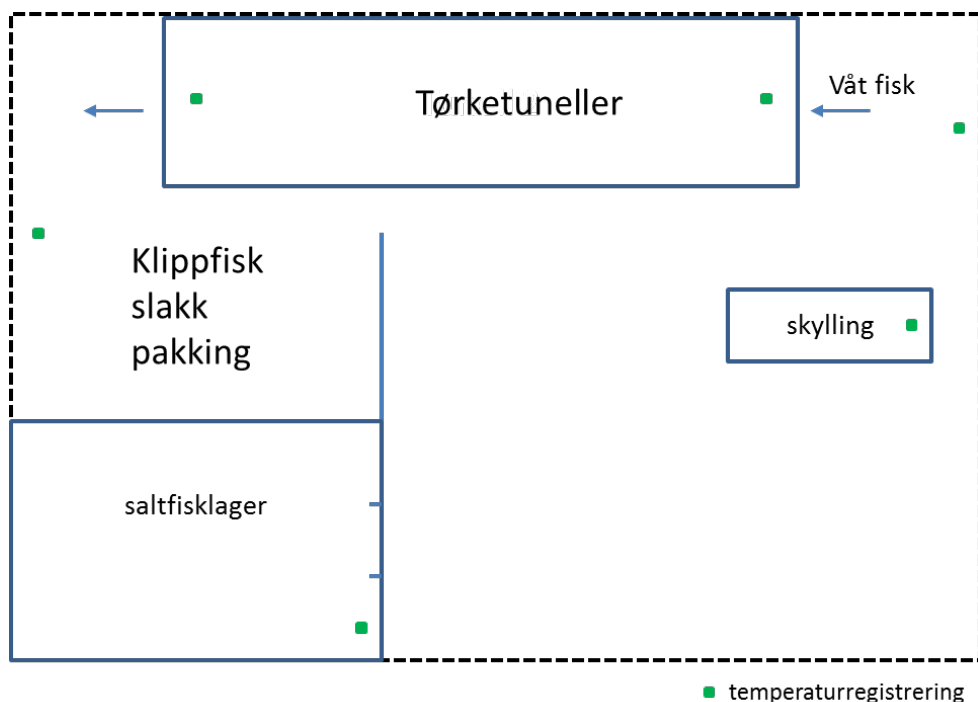 Tørketuneller
Våt fisk
Klippfisk
slakk
pakking
skylling
saltfisklager
temperaturregistrering